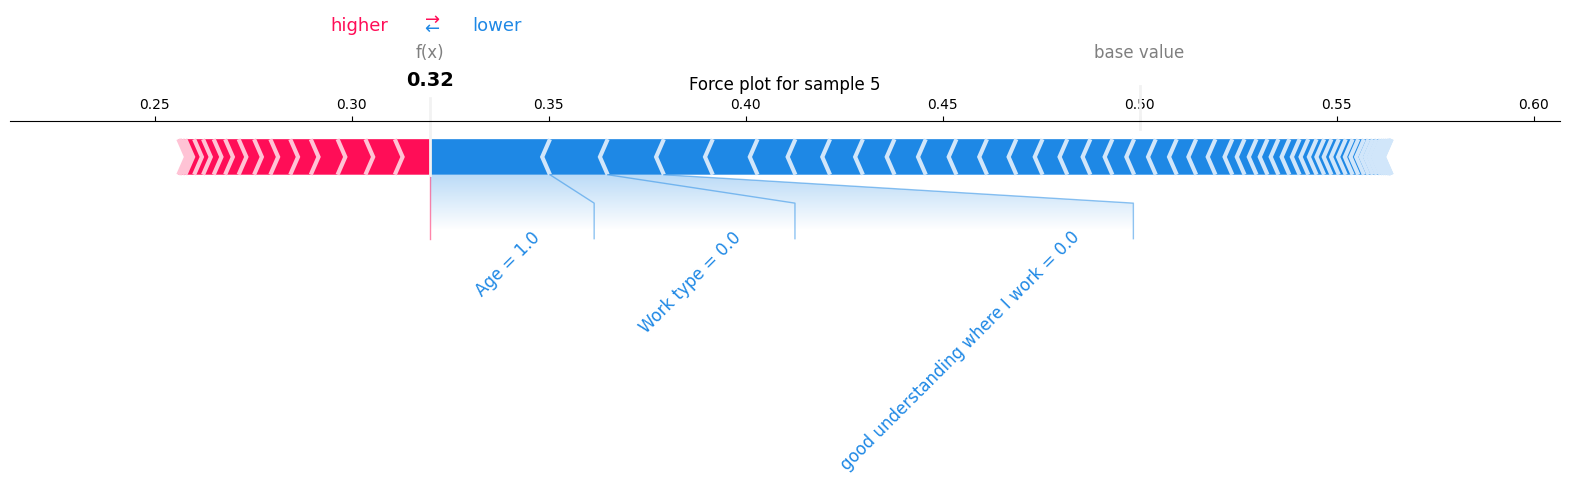 higher ⇄ lower
f(x) base value
0.32
Force plot for sample 5
0.25 0.30 0.35 0.40 0.45 0.50 0.55 0.60
Age = 1.0
Work type = 0.0
good understanding where I work = 0.0